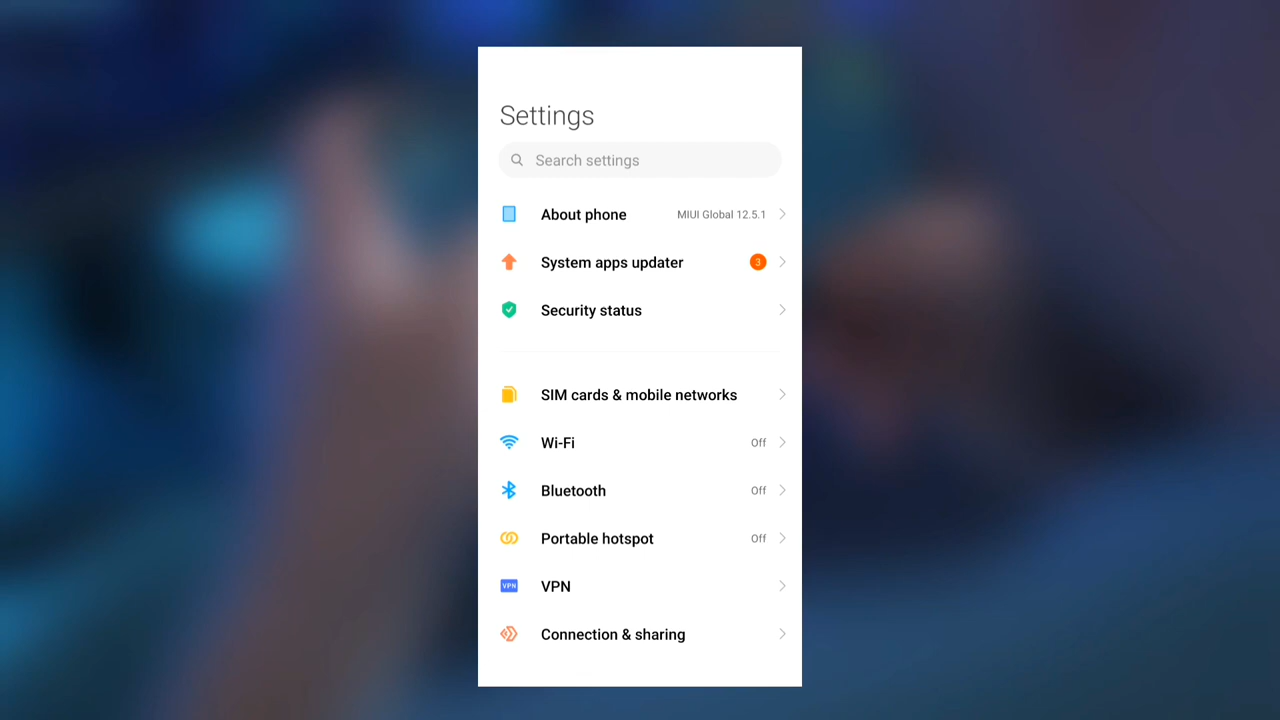 Settings
Search settings
About phone MIUI Global 12.5.1
System apps updater 3
Security status
SIM cards & mobile networks
Wi-Fi Off
Bluetooth Off
Portable hotspot Off
VPN VPN
Connection & sharing